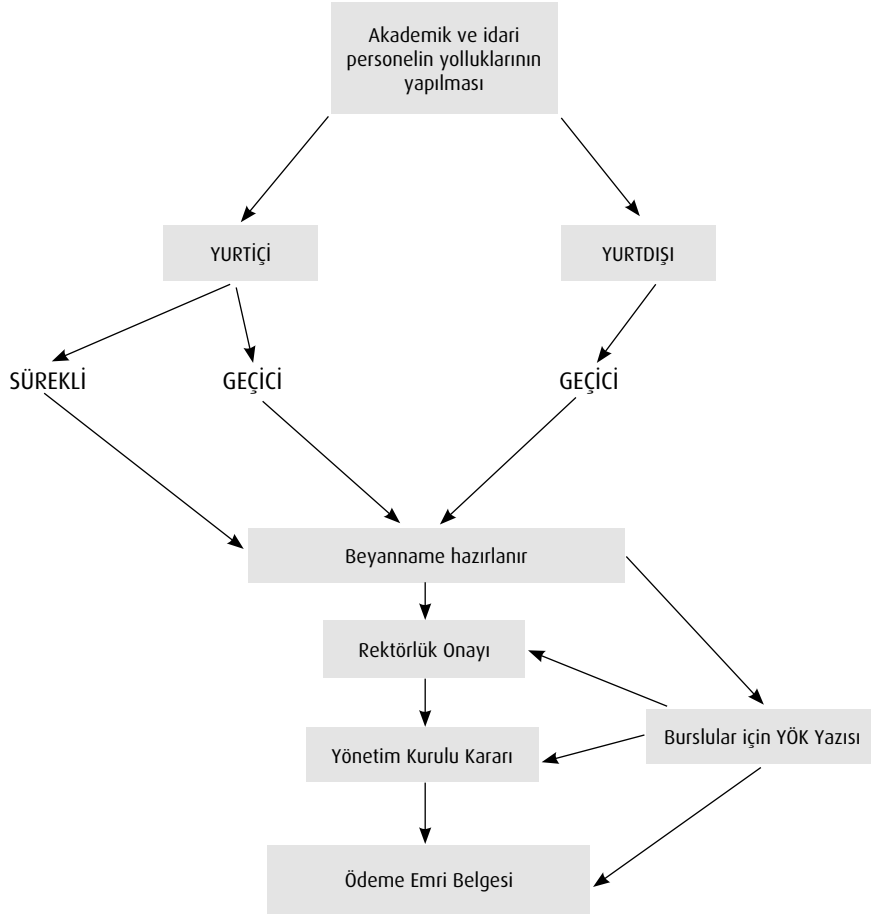 Akademik ve idari
personelin yolluklarının
yapılması
YURTİÇİ
YURTDIŞI
SÜREKLİ
GEÇİCİ
GEÇİCİ
Beyanname hazırlanır
Rektörlük Onayı
Burslular için YÖK Yazısı
Yönetim Kurulu Kararı
Ödeme Emri Belgesi